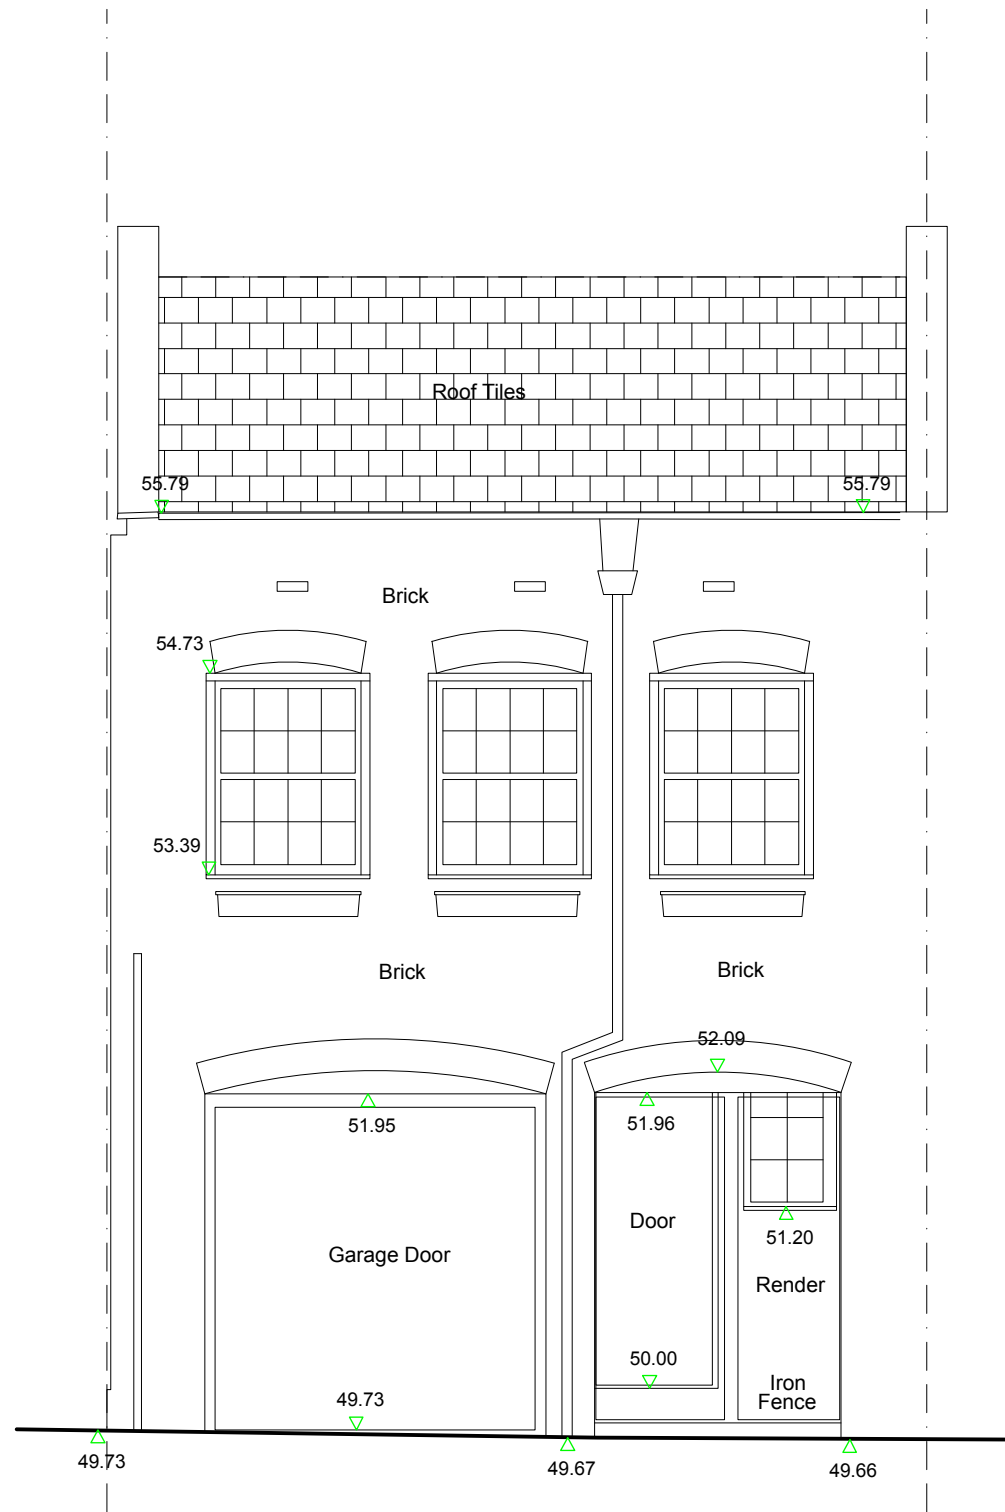 Roof Tiles
55.79
55.79
Brick
54.73
53.39
Brick
Brick
52.09
51.95
51.96
Door
51.20
Garage Door
Render
50.00
Iron
Fence
49.73
49.73
49.67
49.66